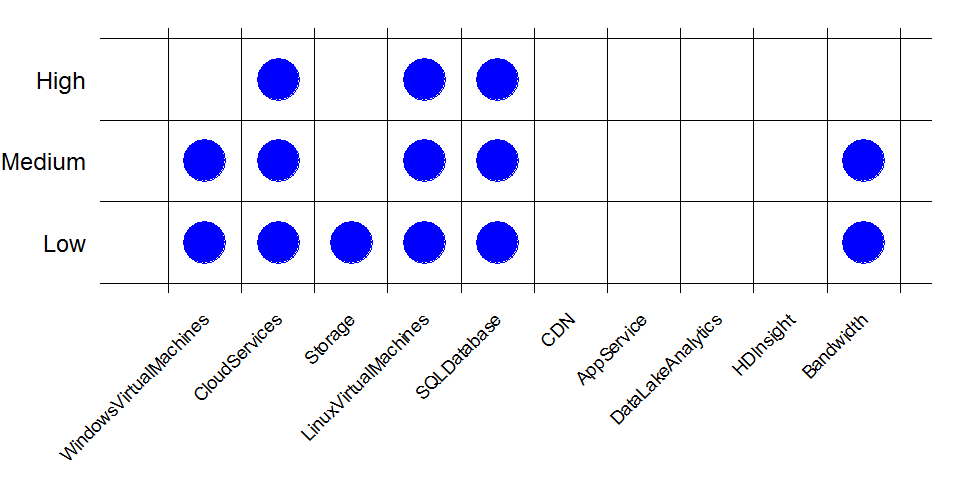 High
Medium
Low
WindowsVirtualMachines
CloudServices
Storage
LinuxVirtualMachines
SQLDatabase
CDN
AppService
DataLakeAnalytics
HDInsight
Bandwidth